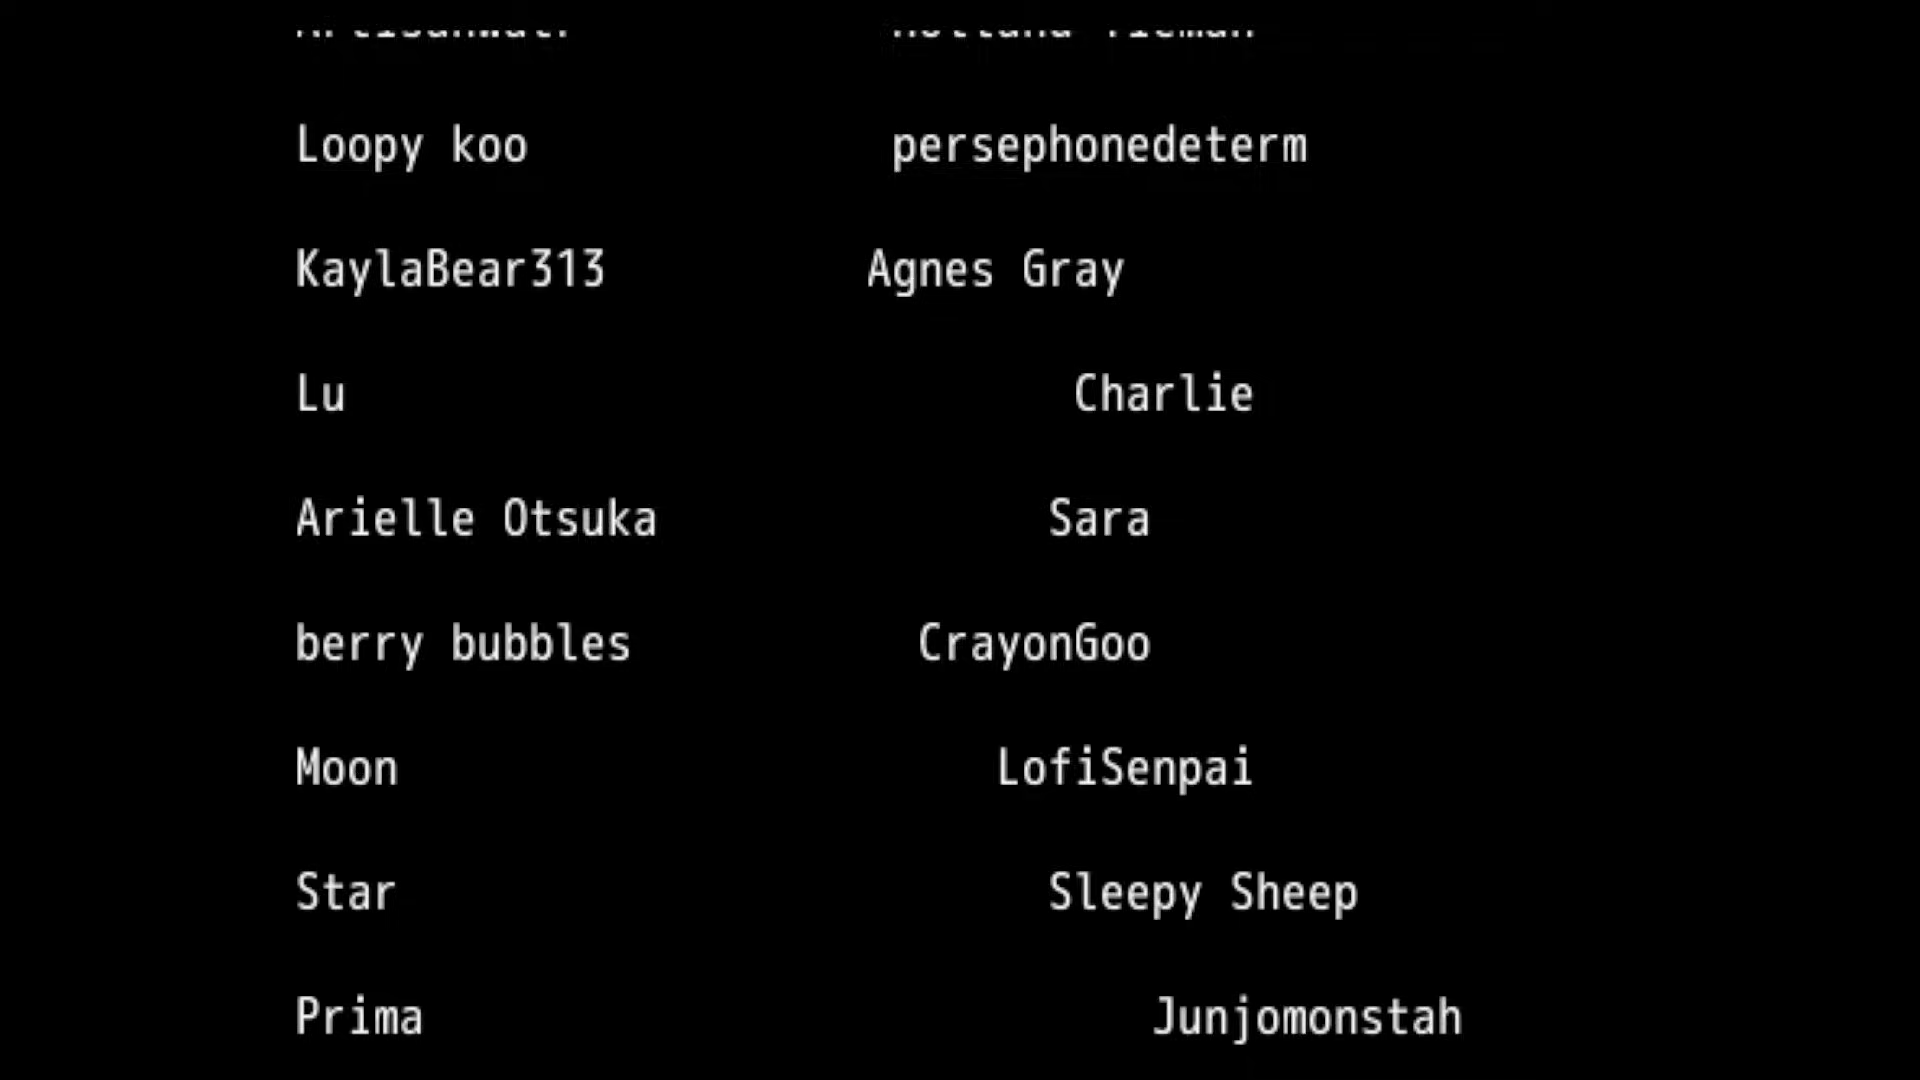 Loopy koo persephonedeterm
KaylaBear313 Agnes Gray
Lu Charlie
Arielle Otsuka Sara
berry bubbles CrayonGoo
Moon LofiSenpai
Star Sleepy Sheep
Prima Junjomonstah